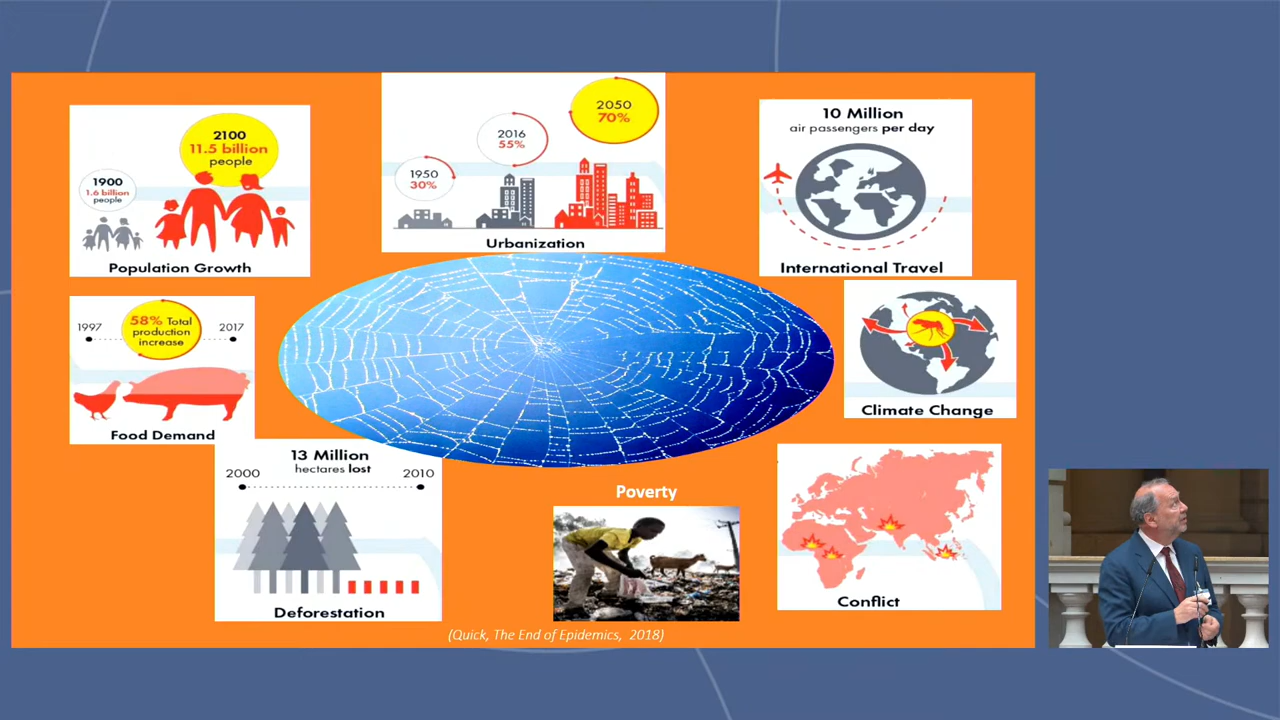 2100
11.5 billion
people
1900
1.6 billion
people
Population Growth
2050
70%
2016
55%
1950
30%
Urbanization
10 Million
air passengers per day
International Travel
1997
58% Total
production
increase
2017
Food Demand
Climate Change
13 Million
hectares lost
2000
2010
Deforestation
Poverty
Conflict
(Quick, The End of Epidemics, 2018)